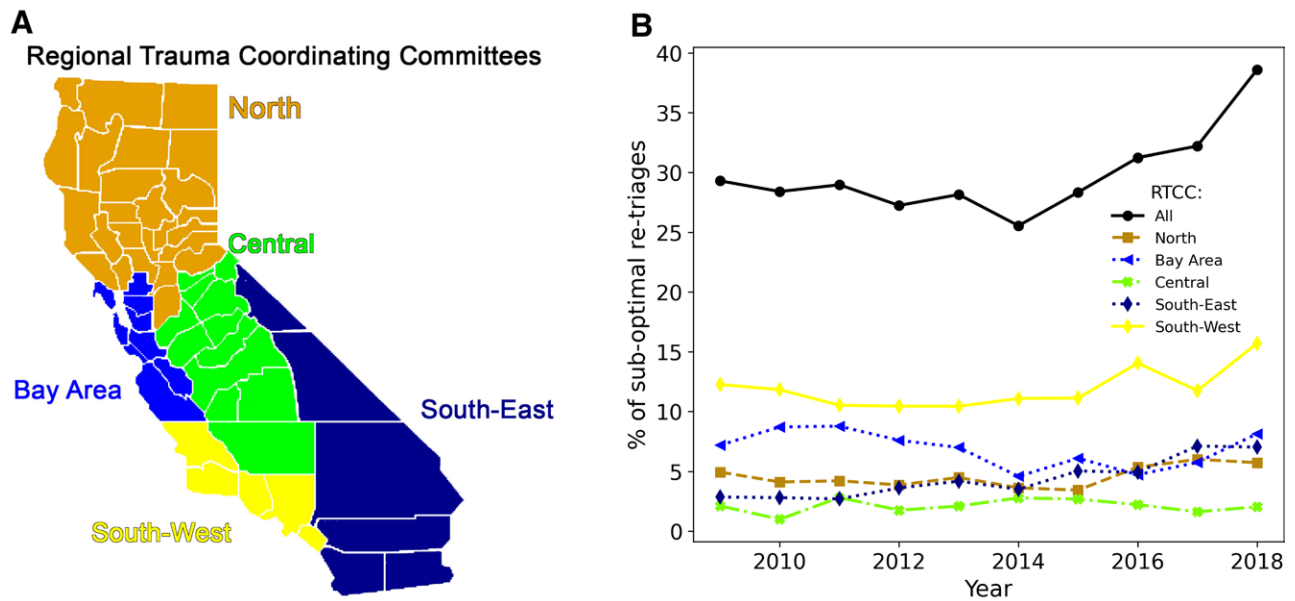 A
Regional Trauma Coordinating Committees
North
Central
Bay Area
South-East
South-West
B
% of sub-optimal re-triages
40
35
30
25
20
15
10
5
0
RTCC:
All
North
Bay Area
Central
South-East
South-West
2010
2012
2014
2016
2018
Year